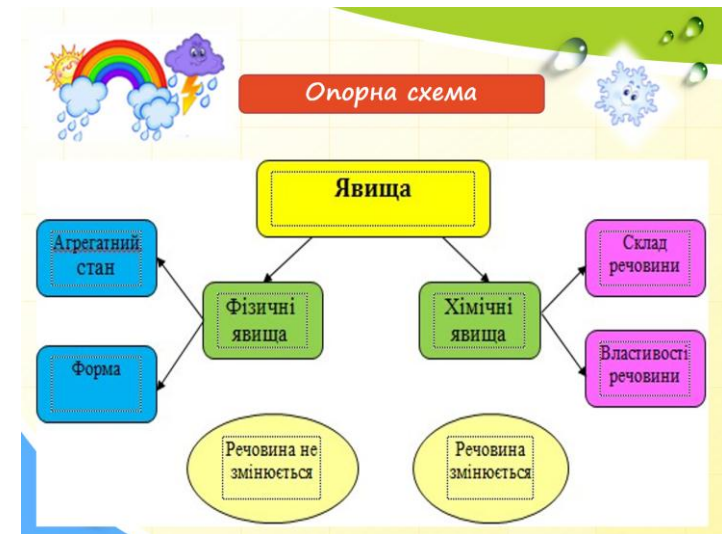 Опорна схема
Явища
Агрегатний
стан
Склад
речовини
Фізичні
явища
Хімічні
явища
Форма
Властивості
речовини
Речовина не
змінюється
Речовина
змінюється